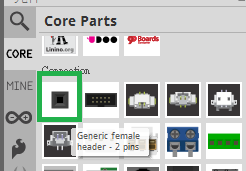 Core Parts
Linino.org
Boards
CORE
Connection
MINE
Generic female
header - 2 pins